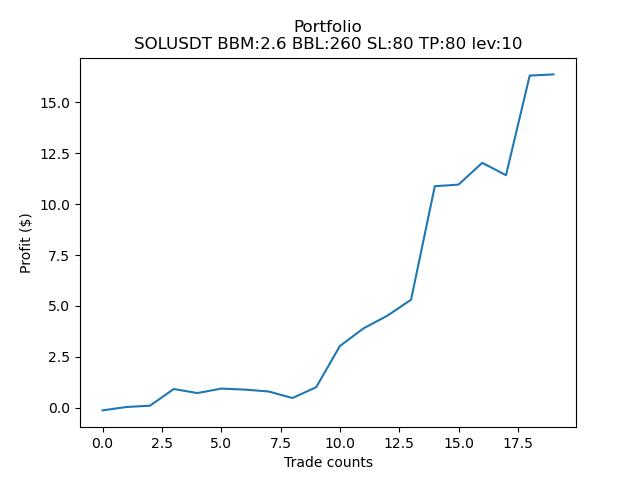 Portfolio
SOLUSDT BBM:2.6 BBL:260 SL:80 TP:80 lev:10
15.0
12.5
10.0
7.5
5.0
2.5
0.0
Profit ($)
0.0 2.5 5.0 7.5 10.0 12.5 15.0 17.5
Trade counts